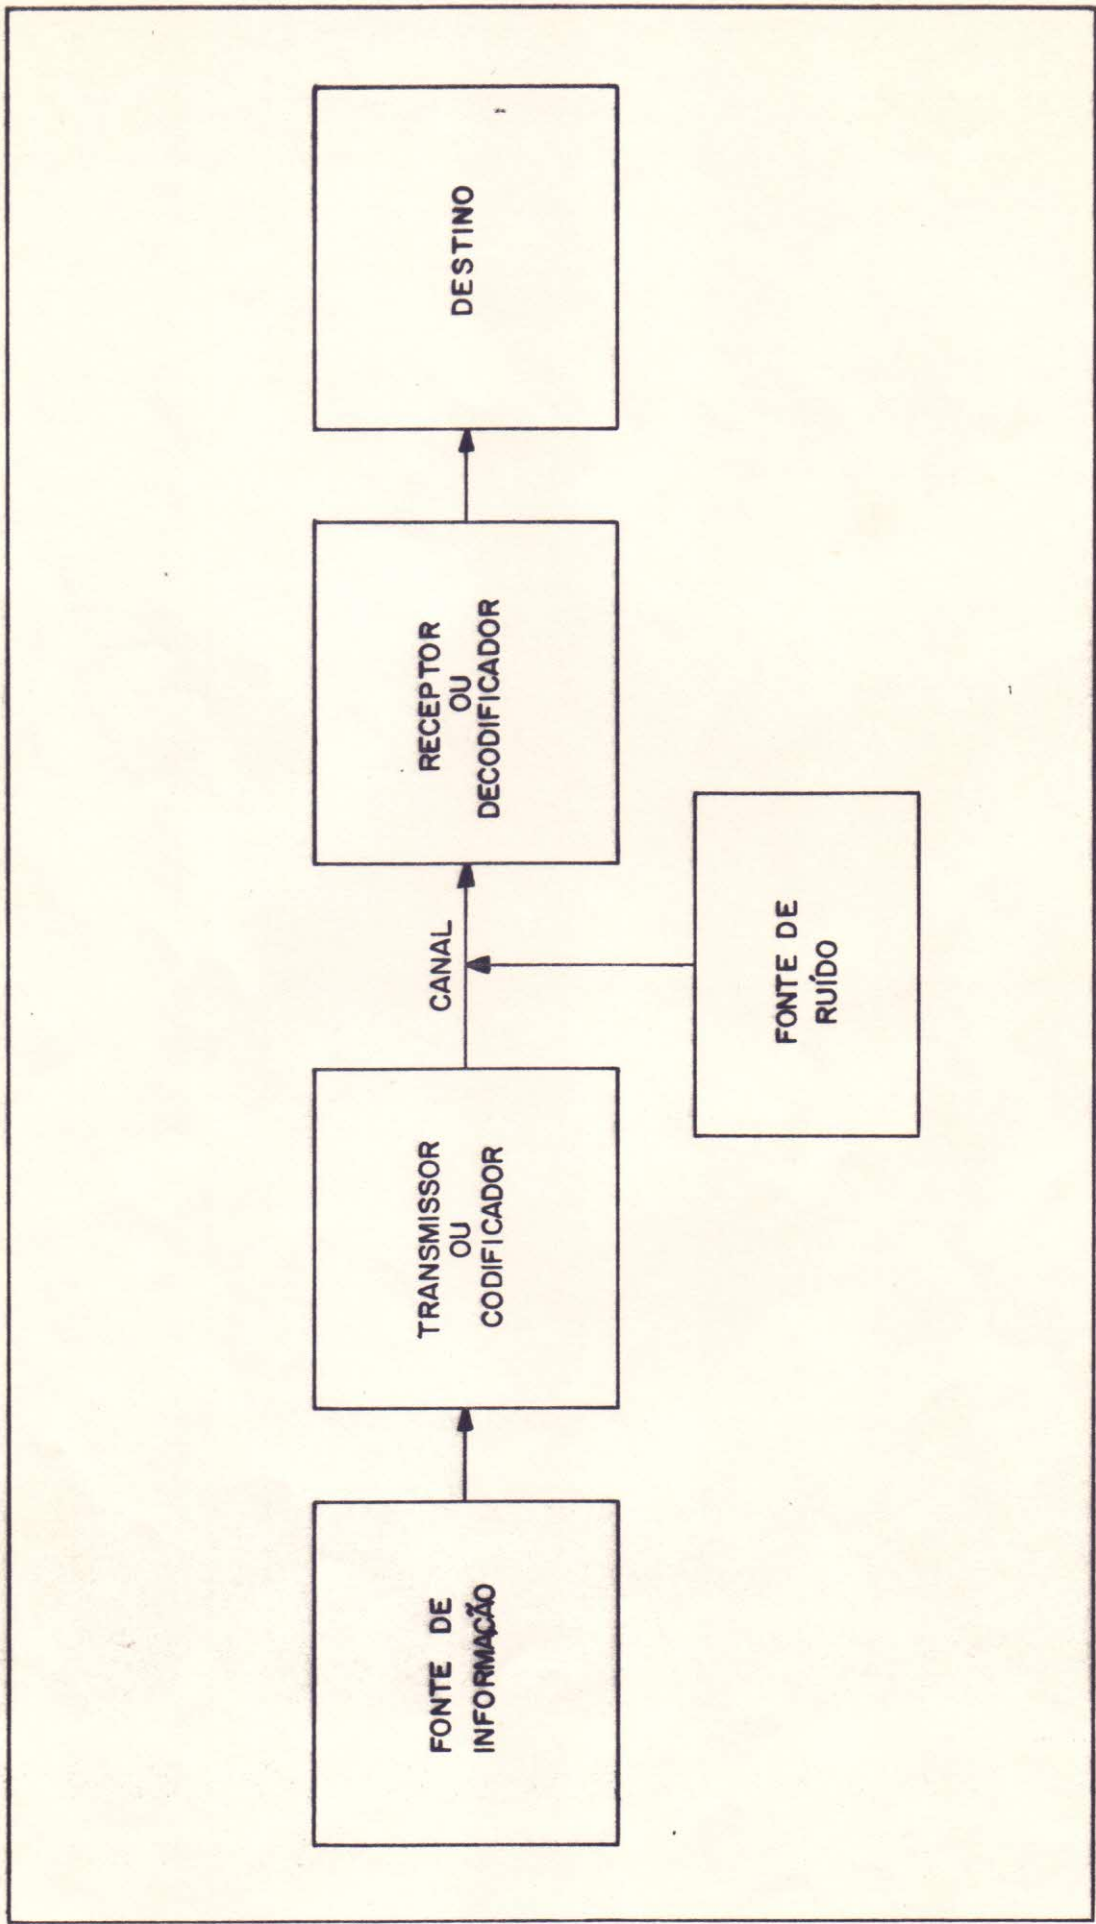 FONTE DE
INFORMAÇÃO
TRANSMISSOR
OU
CODIFICADOR
CANAL
RECEPTOR
OU
DECODIFICADOR
DESTINO
FONTE DE
RUÍDO